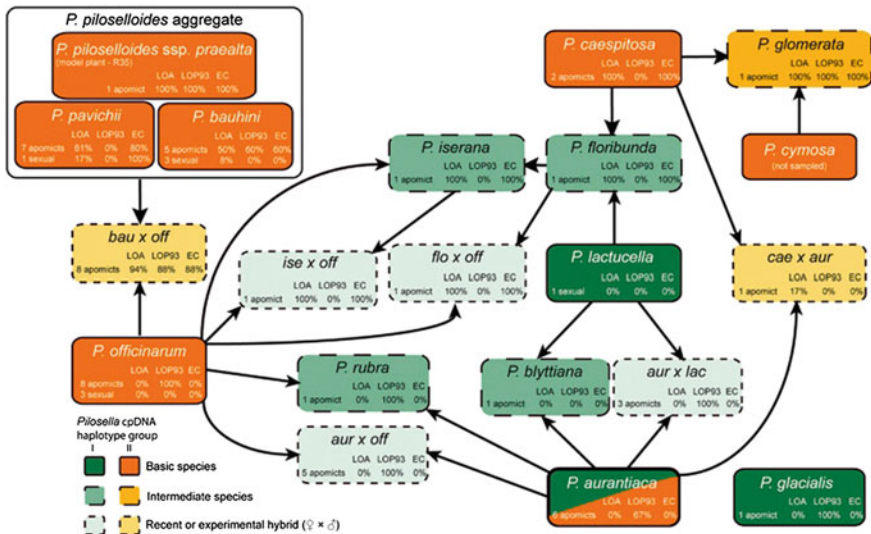 P. piloselloides aggregate
P. piloselloides ssp. praealta
(model plant - R35)
LOA LOP93 EC
1 apomict 100% 100% 100%
P. pavichii
LOA LOP93 EC
7 apomicts 61% 0% 80%
1 sexual 17% 0% 100%
P. bauhini
LOA LOP93 EC
5 apomicts 50% 60% 60%
3 sexual 8% 0% 0%
P. caespitosa
LOA LOP93 EC
2 apomicts 100% 0% 100%
P. glomerata
LOA LOP93 EC
1 apomict 100% 100% 100%
P. iserana
LOA LOP93 EC
1 apomict 100% 0% 100%
P. floribunda
LOA LOP93 EC
1 apomict 100% 0% 100%
P. cymosa
(not sampled)
bau x off
LOA LOP93 EC
8 apomicts 94% 88% 88%
ise x off
LOA LOP93 EC
1 apomict 100% 0% 100%
flo x off
LOA LOP93 EC
1 apomict 100% 0% 100%
P. lactucella
LOA LOP93 EC
1 sexual 0% 0% 0%
cae x aur
LOA LOP93 EC
1 apomict 17% 0% 0%
P. officinarum
LOA LOP93 EC
8 apomicts 0% 100% 0%
3 sexual 0% 0% 0%
P. rubra
LOA LOP93 EC
1 apomict 0% 100% 0%
P. blyttiana
LOA LOP93 EC
1 apomict 0% 0% 0%
aur x lac
LOA LOP93 EC
3 apomicts 0% 100% 0%
aur x off
LOA LOP93 EC
5 apomicts 0% 100% 0%
P. aurantiaca
LOA LOP93 EC
6 apomicts 0% 67% 0%
P. glacialis
LOA LOP93 EC
1 apomict 0% 100% 0%
Pilosella cpDNA
haplotype group
I II
Basic species
Intermediate species
Recent or experimental hybrid (♀ × ♂)